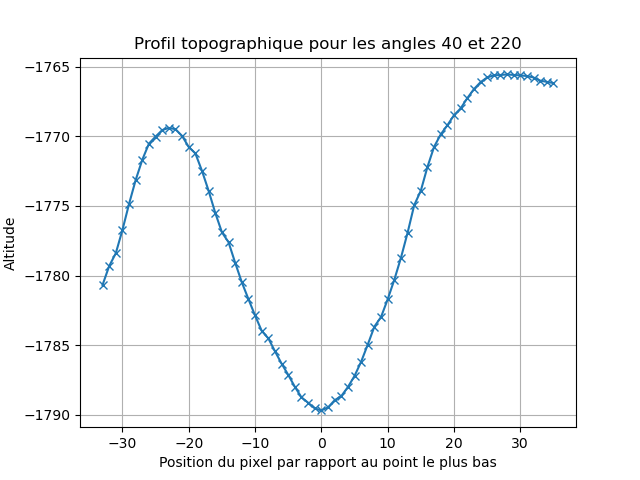 Profil topographique pour les angles 40 et 220
−1765
−1770
−1775
−1780
−1785
−1790
Altitude
−30 −20 −10 0 10 20 30
Position du pixel par rapport au point le plus bas